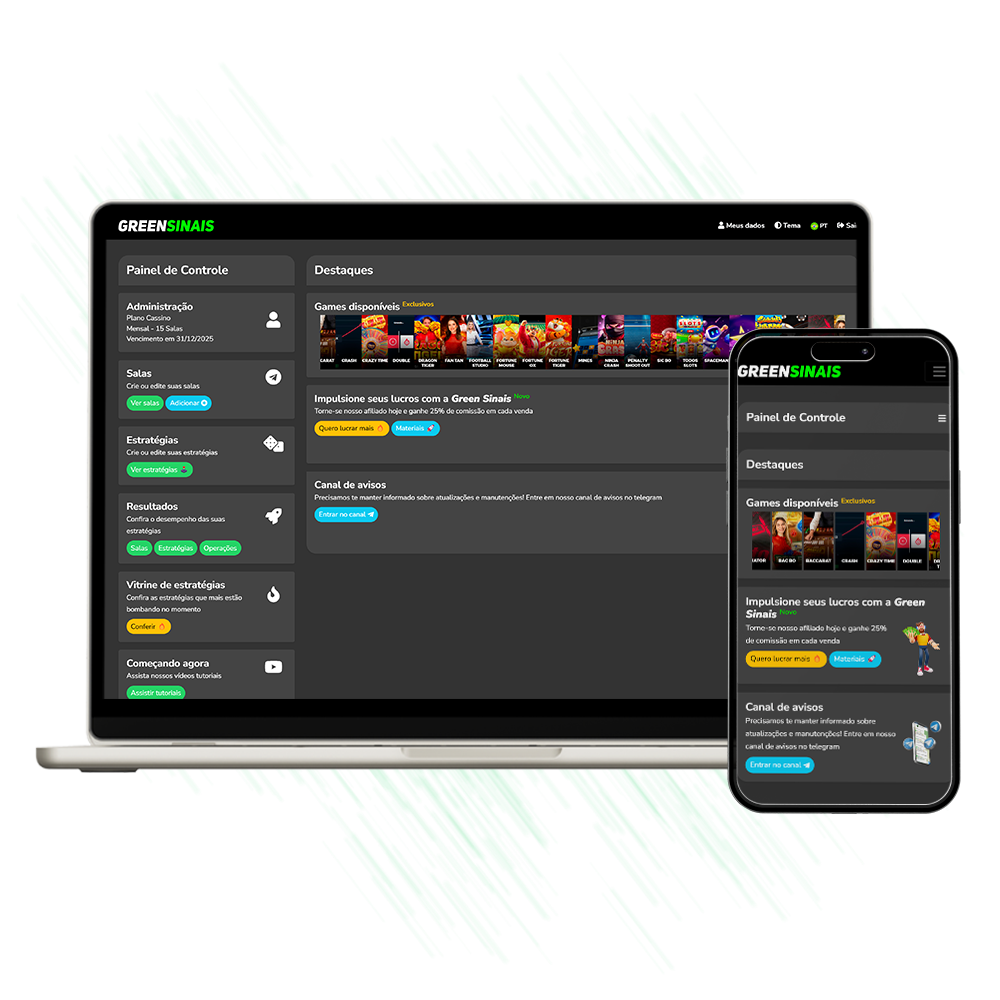 GREENSINAIS
Meus dados
Tema
PT
Sai
Painel de Controle
Administração
Plano Cassino
Mensal - 15 Salas
Vencimento em 31/12/2025
Salas
Crie ou edite suas salas
Ver salas
Adicionar
Estratégias
Crie ou edite suas estratégias
Ver estratégias
Resultados
Confira o desempenho das suas
estratégias
Salas
Estratégias
Operações
Vitrine de estratégias
Confira as estratégias que mais estão
bombando no momento
Conferir
Começando agora
Assista nossos vídeos tutoriais
Assistir tutoriais
Destaques
Games disponíveis Exclusivos
CARAT
CRASH
CRAZY TIME
DOUBLE
DRAGON
TIGER
FAN TAN
FOOTBALL
STUDIO
FORTUNE
MOUSE
FORTUNE
OX
FORTUNE
TIGER
MINES
NINJA
CRASH
PENALTY
SHOOT OUT
SIC BO
TODOS
SLOTS
SPACEMAN
Impulsione seus lucros com a Green Sinais Novo
Torne-se nosso afiliado hoje e ganhe 25% de comissão em cada venda
Quero lucrar mais
Materiais
Canal de avisos
Precisamos te manter informado sobre atualizações e manutenções! Entre em nosso canal de avisos no telegram
Entrar no canal
GREENSINAIS
Painel de Controle
Destaques
Games disponíveis Exclusivos
IATOR
BAC BO
BACCARAT
CRASH
CRAZY TIME
DOUBLE
Impulsione seus lucros com a Green
Sinais Novo
Torne-se nosso afiliado hoje e ganhe 25%
de comissão em cada venda
Quero lucrar mais
Materiais
Canal de avisos
Precisamos te manter informado sobre
atualizações e manutenções! Entre em nosso
canal de avisos no telegram
Entrar no canal